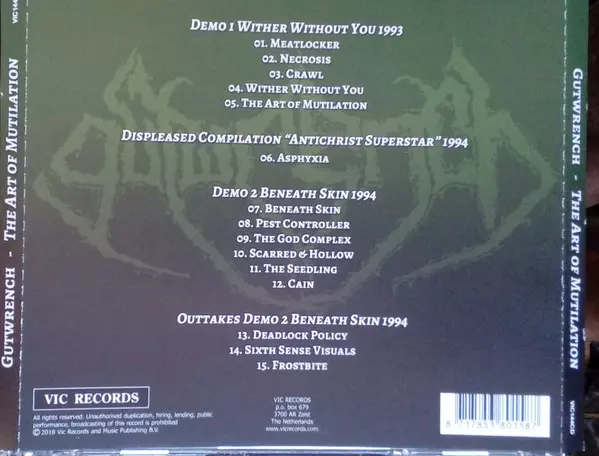 DEMO 1 WITHER WITHOUT YOU 1993
01. MEATLOCKER
02. NECROSIS
03. CRAWL
04. WITHER WITHOUT YOU
05. THE ART OF MUTILATION
DISPLEASED COMPILATION “ANTICHRIST SUPERSTAR” 1994
06. ASPHYXIA
DEMO 2 BENEATH SKIN 1994
07. BENEATH SKIN
08. PEST CONTROLLER
09. THE GOD COMPLEX
10. SCARRED & HOLLOW
11. THE SEEDLING
12. CAIN
OUTTAKES DEMO 2 BENEATH SKIN 1994
13. DEADLOCK POLICY
14. SIXTH SENSE VISUALS
15. FROSTBITE
VIC RECORDS
All rights reserved. Unauthorised duplication, hiring, lending, public
performance, broadcasting of this record is prohibited
© 2018 Vic Records and Music Publishing B.V.
VIC RECORDS
p.o. box 679
3700 AR Zeist
The Netherlands
www.vicrecords.com
GUTWRENCH - THE ART OF MUTILATION
GUTWRENCH - THE ART OF MUTILATION
GUTWRENCH